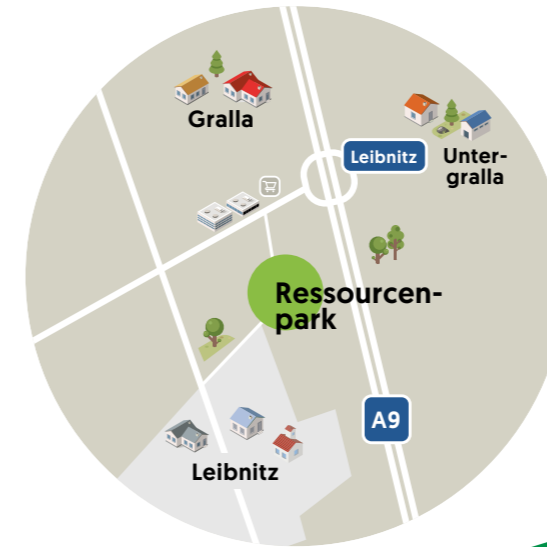 Gralla
Leibnitz
Unter-
gralla
Ressourcen-
park
A9
Leibnitz